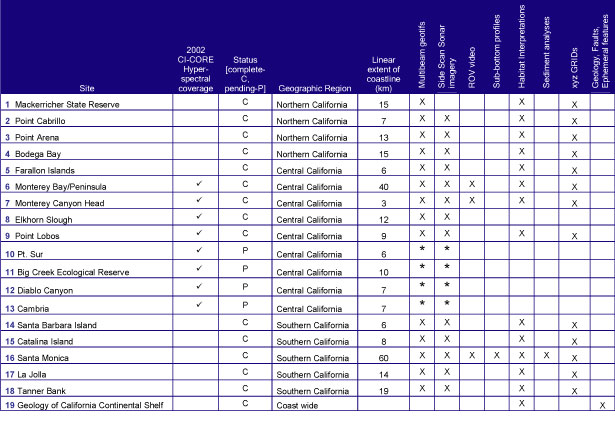 Site 2002 CI-CORE Hyper-spectral coverage Status [complete-C, pending-P] Geographic Region Linear extent of coastline (km) Multibeam geotifs Side Scan Sonar imagery ROV video Sub-bottom profiles Habitat Interpretations Sediment analyses xyz GRIDs Geology, Faults, Ephemeral features
1 Mackerricher State Reserve C Northern California 15 X X X
2 Point Cabrillo C Northern California 7 X X X X
3 Point Arena C Northern California 13 X X X X
4 Bodega Bay C Northern California 15 X X X X
5 Farallon Islands C Central California 6 X X X X
6 Monterey Bay/Peninsula ✓ C Central California 40 X X X X X
7 Monterey Canyon Head ✓ C Central California 3 X X X X X
8 Elkhorn Slough ✓ C Central California 12 X X
9 Point Lobos ✓ C Central California 9 X X X X
10 Pt. Sur ✓ P Central California 6 * *
11 Big Creek Ecological Reserve ✓ P Central California 10 * *
12 Diablo Canyon ✓ P Central California 7 * *
13 Cambria ✓ P Central California 7 * *
14 Santa Barbara Island C Southern California 6 X X X X
15 Catalina Island C Southern California 8 X X X X
16 Santa Monica C Southern California 60 X X X X X X X
17 La Jolla C Southern California 14 X X X X
18 Tanner Bank C Southern California 19 X X X X
19 Geology of California Continental Shelf C Coast wide X X